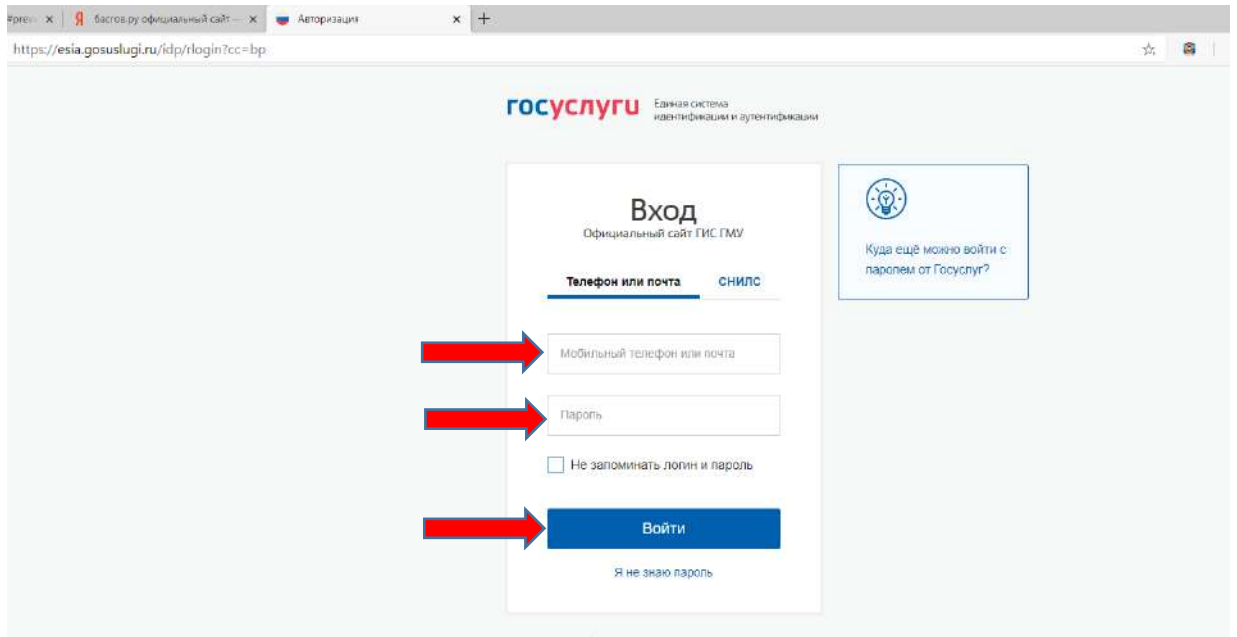 басгов.ру официальный сайт —
Авторизация
https://esia.gosuslugi.ru/idp/rlogin?cc=bp
госуслуги
Единая система
идентификации и аутентификации
Вход
Официальный сайт ГИС ГМУ
Телефон или почта
СНИЛС
Мобильный телефон или почта
Пароль
Не запоминать логин и пароль
Войти
Я не знаю пароль
Куда ещё можно войти с
паролем от Госуслуг?